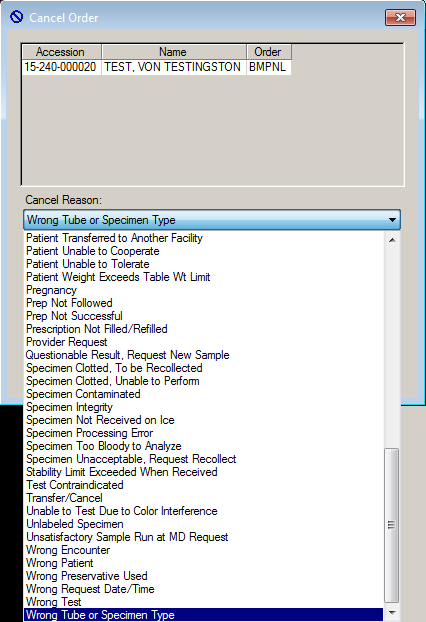 Cancel Order
Accession Name Order
15-240-000020 TEST, VON TESTINGSTON BMPNL
Cancel Reason:
Wrong Tube or Specimen Type
Patient Transferred to Another Facility
Patient Unable to Cooperate
Patient Unable to Tolerate
Patient Weight Exceeds Table Wt Limit
Pregnancy
Prep Not Followed
Prep Not Successful
Prescription Not Filled/Refilled
Provider Request
Questionable Result, Request New Sample
Specimen Clotted, To be Recollected
Specimen Clotted, Unable to Perform
Specimen Contaminated
Specimen Integrity
Specimen Not Received on Ice
Specimen Processing Error
Specimen Too Bloody to Analyze
Specimen Unacceptable, Request Recollect
Stability Limit Exceeded When Received
Test Contraindicated
Transfer/Cancel
Unable to Test Due to Color Interference
Unlabeled Specimen
Unsatisfactory Sample Run at MD Request
Wrong Encounter
Wrong Patient
Wrong Preservative Used
Wrong Request Date/Time
Wrong Test
Wrong Tube or Specimen Type